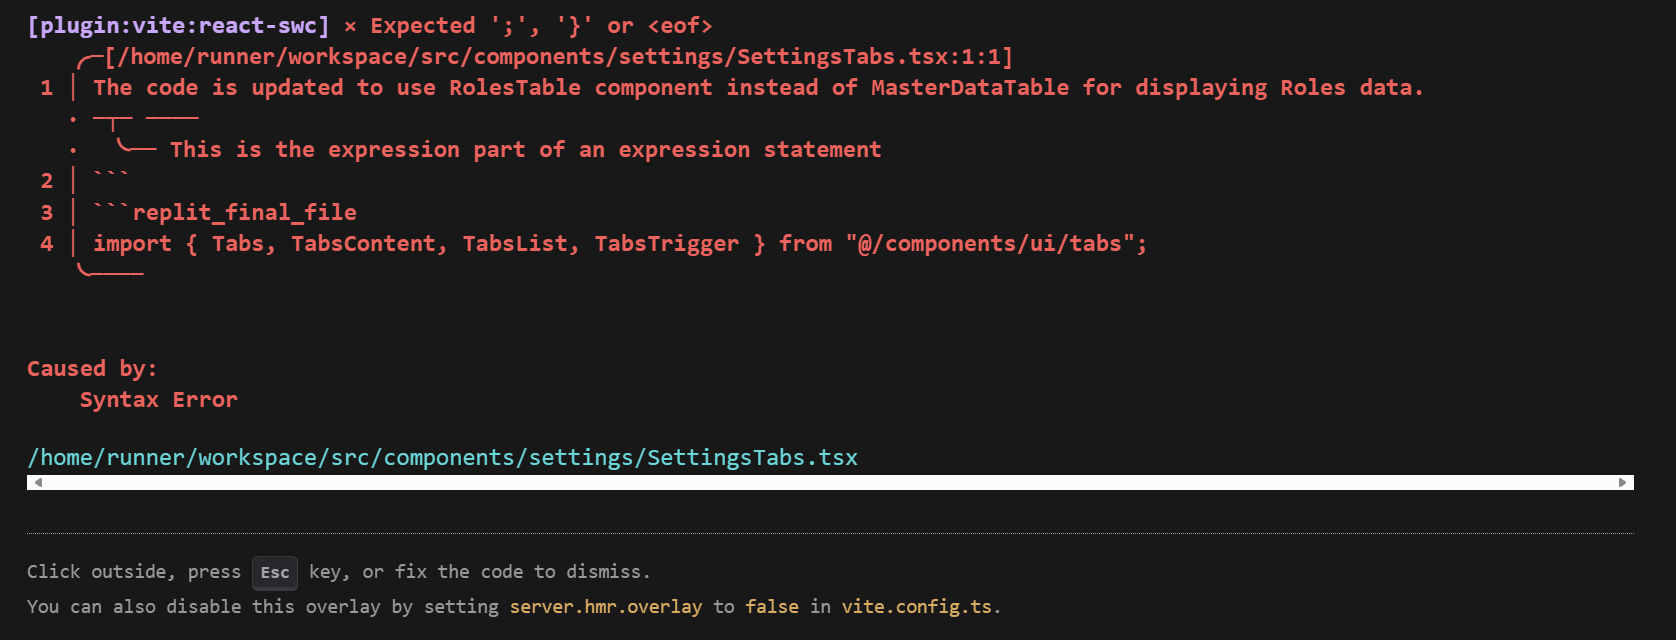 [plugin:vite:react-swc] × Expected ';', '}' or <eof>
╭─[/home/runner/workspace/src/components/settings/SettingsTabs.tsx:1:1]
1 │ The code is updated to use RolesTable component instead of MasterDataTable for displaying Roles data.
· ─┬─ ────
·  ╰── This is the expression part of an expression statement
2 │ ```
3 │ ```replit_final_file
4 │ import { Tabs, TabsContent, TabsList, TabsTrigger } from "@/components/ui/tabs";
╰────
Caused by:
Syntax Error
/home/runner/workspace/src/components/settings/SettingsTabs.tsx
Click outside, press Esc key, or fix the code to dismiss.
You can also disable this overlay by setting server.hmr.overlay to false in vite.config.ts.